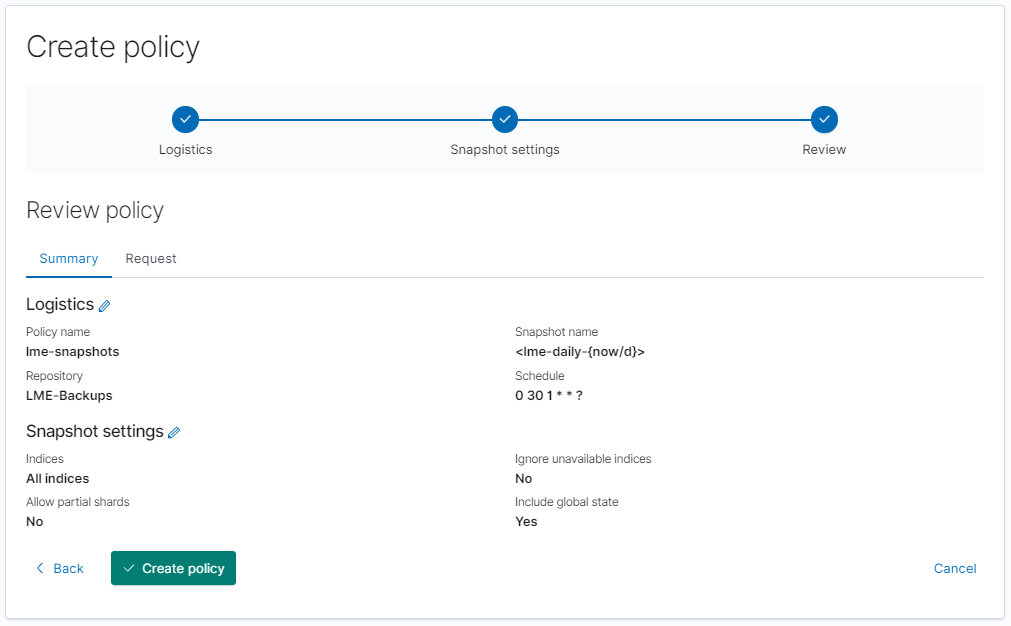 Create policy
Logistics
Snapshot settings
Review
Review policy
Summary Request
Logistics
Policy name
lme-snapshots
Snapshot name
<lme-daily-{now/d}>
Repository
LME-Backups
Schedule
0 30 1 * * ?
Snapshot settings
Indices
All indices
Ignore unavailable indices
No
Allow partial shards
No
Include global state
Yes
Back
Create policy
Cancel